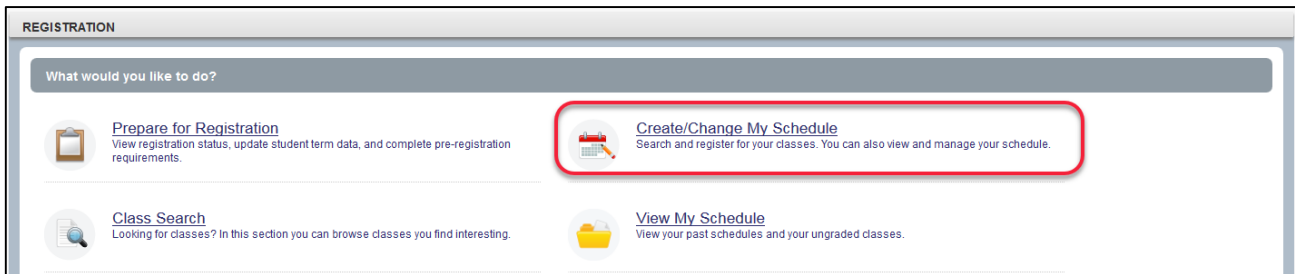 REGISTRATION
What would you like to do?
Prepare for Registration
View registration status, update student term data, and complete pre-registration
requirements.
Create/Change My Schedule
Search and register for your classes. You can also view and manage your schedule.
Class Search
Looking for classes? In this section you can browse classes you find interesting.
View My Schedule
View your past schedules and your ungraded classes.